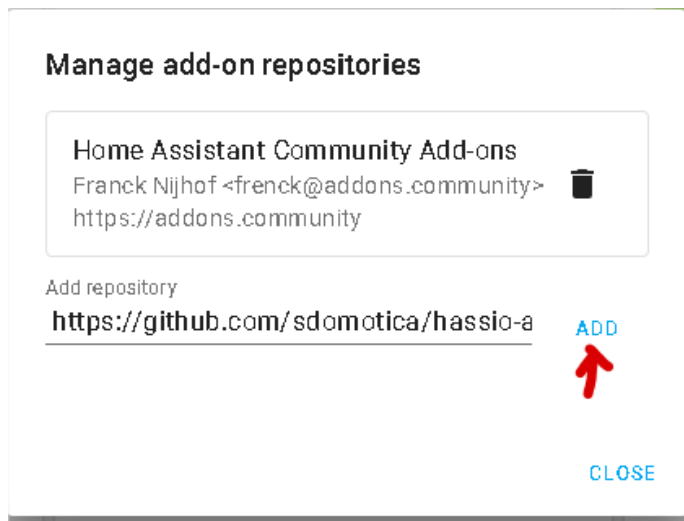 Manage add-on repositories
Home Assistant Community Add-ons
Franck Nijhof <frenck@addons.community>
https://addons.community
Add repository
https://github.com/sdomotica/hassio-a
ADD
CLOSE